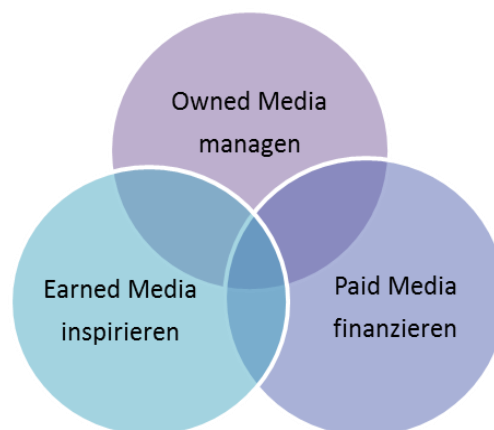 Owned Media
managen
Earned Media
inspirieren
Paid Media
finanzieren